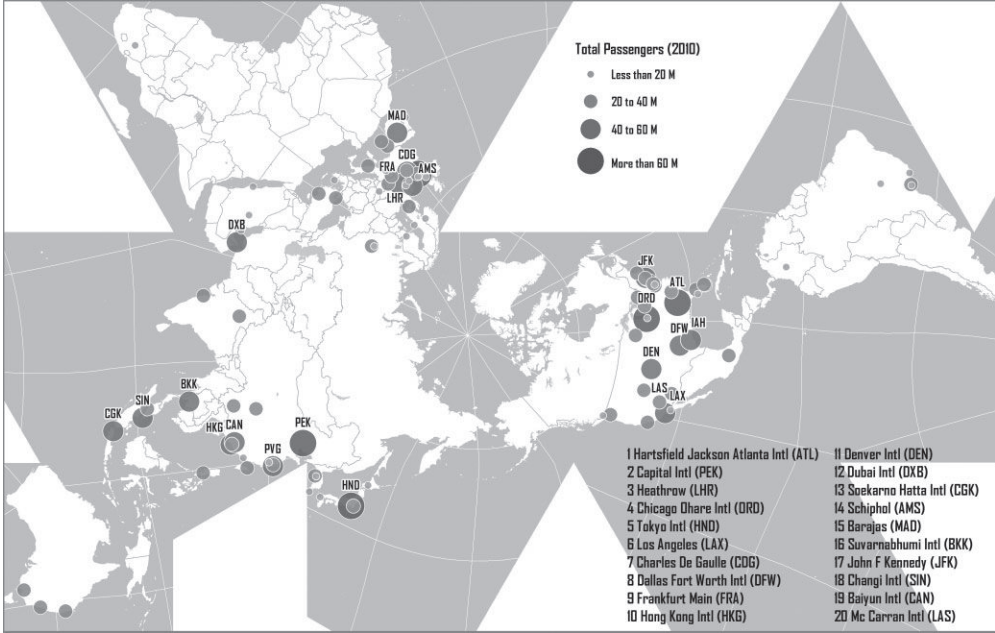 Total Passengers (2010)
Less than 20 M
20 to 40 M
40 to 60 M
More than 60 M
MAD
CDG
FRA
AMS
LHR
DXB
JFK
ATL
ORD
IAH
DFW
DEN
LAS
LAX
BKK
SIN
CGK
HKG
CAN
PEK
PVG
HND
1 Hartsfield Jackson Atlanta Intl (ATL)
2 Capital Intl (PEK)
3 Heathrow (LHR)
4 Chicago Ohare Intl (ORD)
5 Tokyo Intl (HND)
6 Los Angeles (LAX)
7 Charles De Gaulle (CDG)
8 Dallas Fort Worth Intl (DFW)
9 Frankfurt Main (FRA)
10 Hong Kong Intl (HKG)
11 Denver Intl (DEN)
12 Dubai Intl (DXB)
13 Soekarno Hatta Intl (CGK)
14 Schiphol (AMS)
15 Barajas (MAD)
16 Suvarnabhumi Intl (BKK)
17 John F Kennedy (JFK)
18 Changi Intl (SIN)
19 Baiyun Intl (CAN)
20 Mc Carran Intl (LAS)